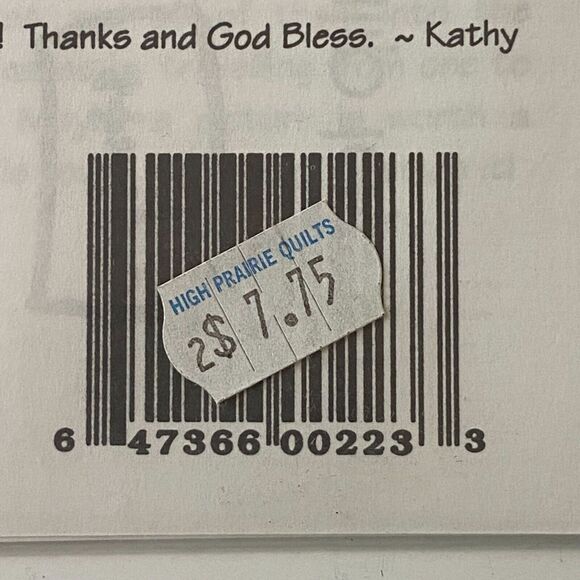 ! Thanks and God Bless. ~ Kathy
HIGH PRAIRIE QUILTS
2$ 7.75
6 47366 00223 3